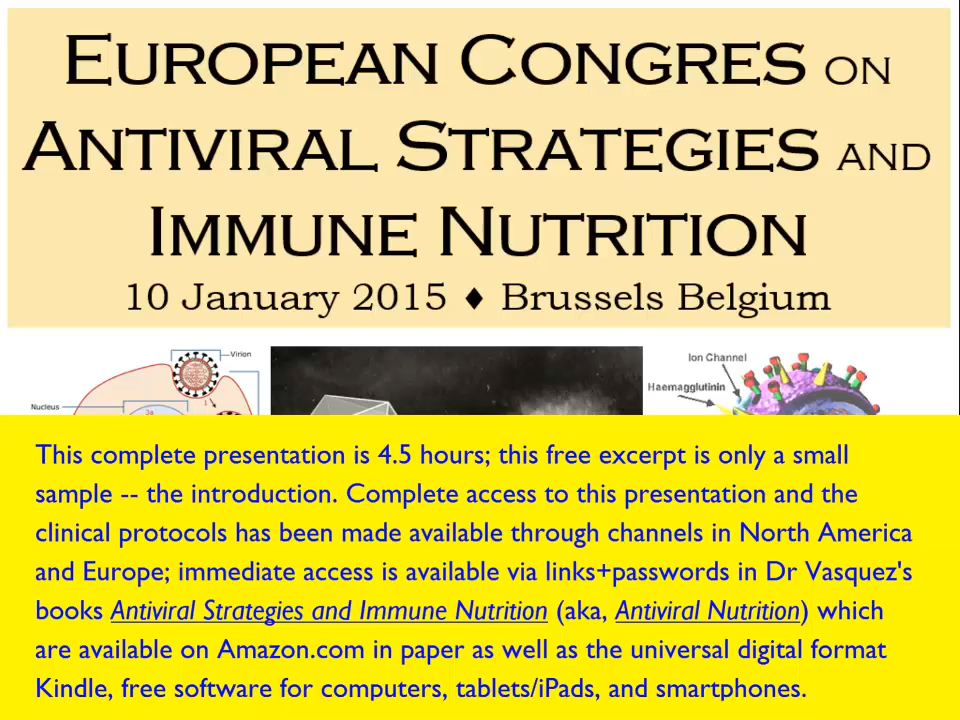 EUROPEAN CONGRES ON
ANTIVIRAL STRATEGIES AND
IMMUNE NUTRITION
10 January 2015 ♦ Brussels Belgium
Virion
Nucleus
3a
1
Ion Channel
Haemagglutinin
This complete presentation is 4.5 hours; this free excerpt is only a small
sample -- the introduction. Complete access to this presentation and the
clinical protocols has been made available through channels in North America
and Europe; immediate access is available via links+passwords in Dr Vasquez's
books Antiviral Strategies and Immune Nutrition (aka, Antiviral Nutrition) which
are available on Amazon.com in paper as well as the universal digital format
Kindle, free software for computers, tablets/iPads, and smartphones.